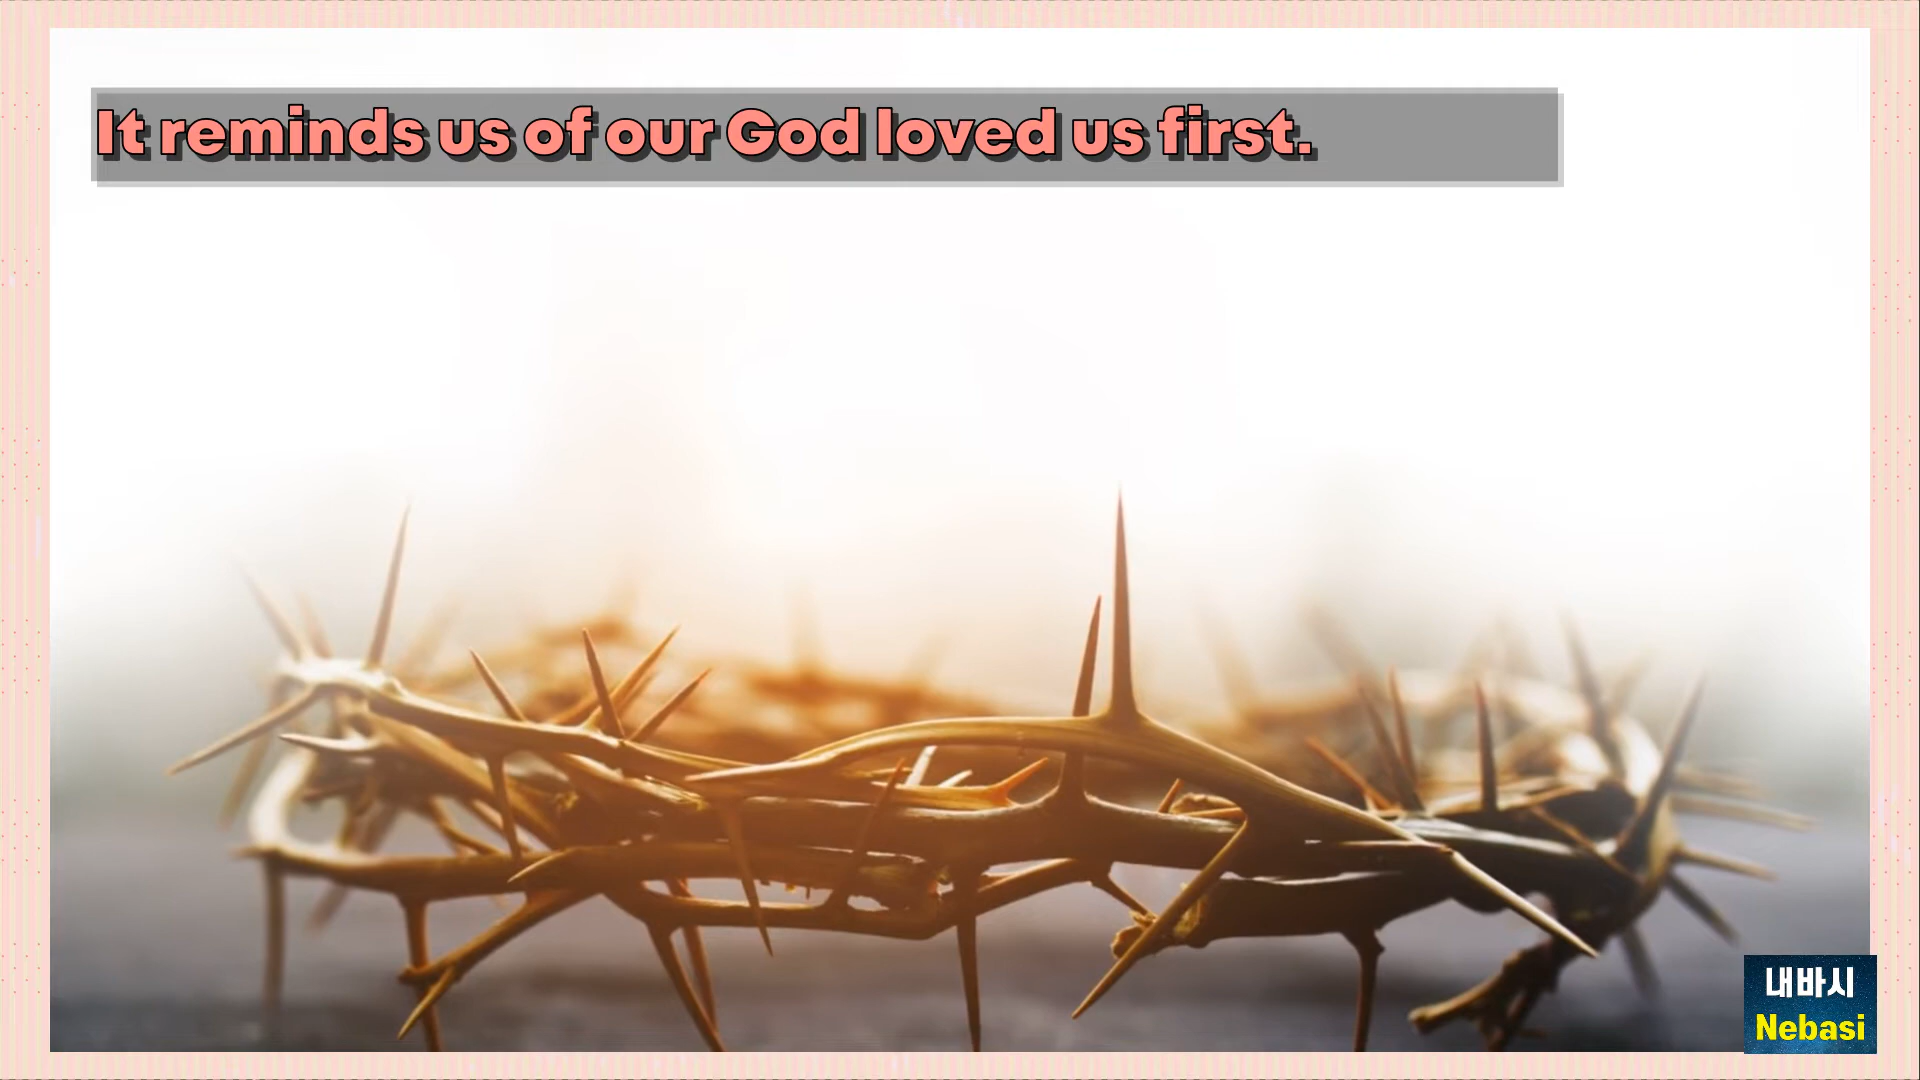 It reminds us of our God loved us first.
내바시
Nebasi